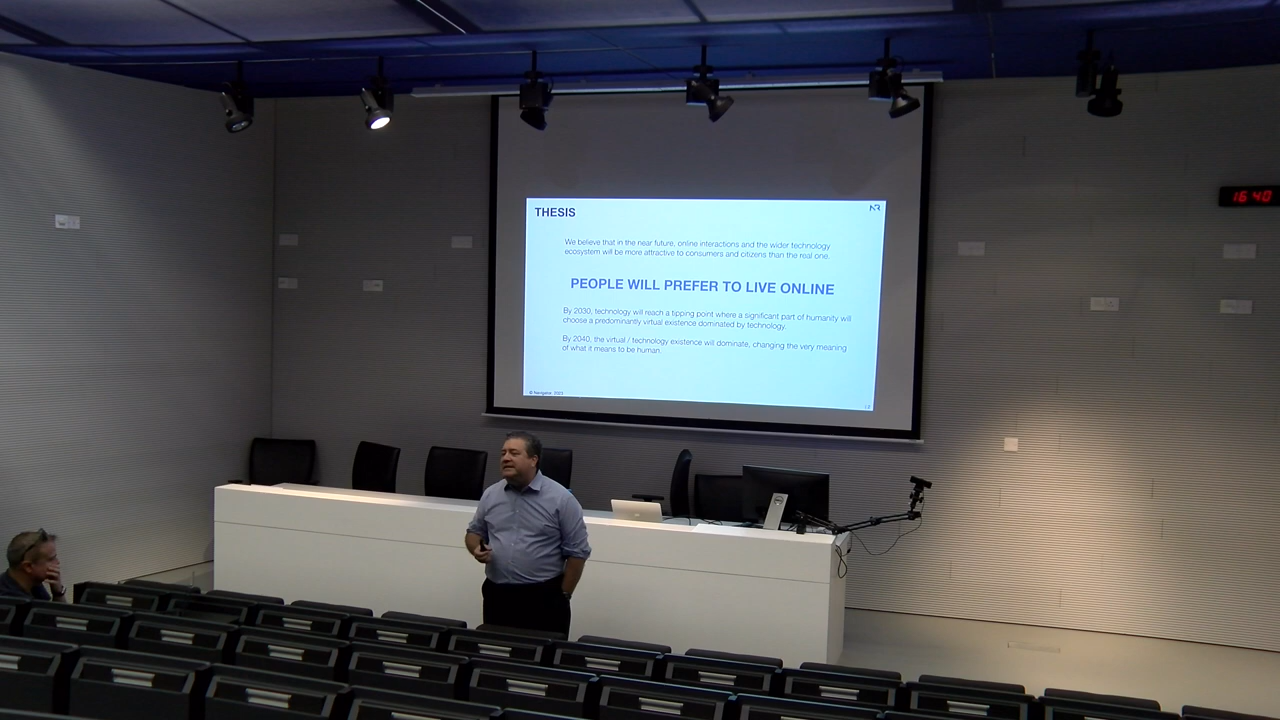 THESIS
NR
We believe that in the near future, online interactions and the wider technology
ecosystem will be more attractive to consumers and citizens than the real one.
PEOPLE WILL PREFER TO LIVE ONLINE
By 2030, technology will reach a tipping point where a significant part of humanity will
choose a predominantly virtual existence dominated by technology.
By 2040, the virtual / technology existence will dominate, changing the very meaning
of what it means to be human.
© Navigator, 2023
16:40